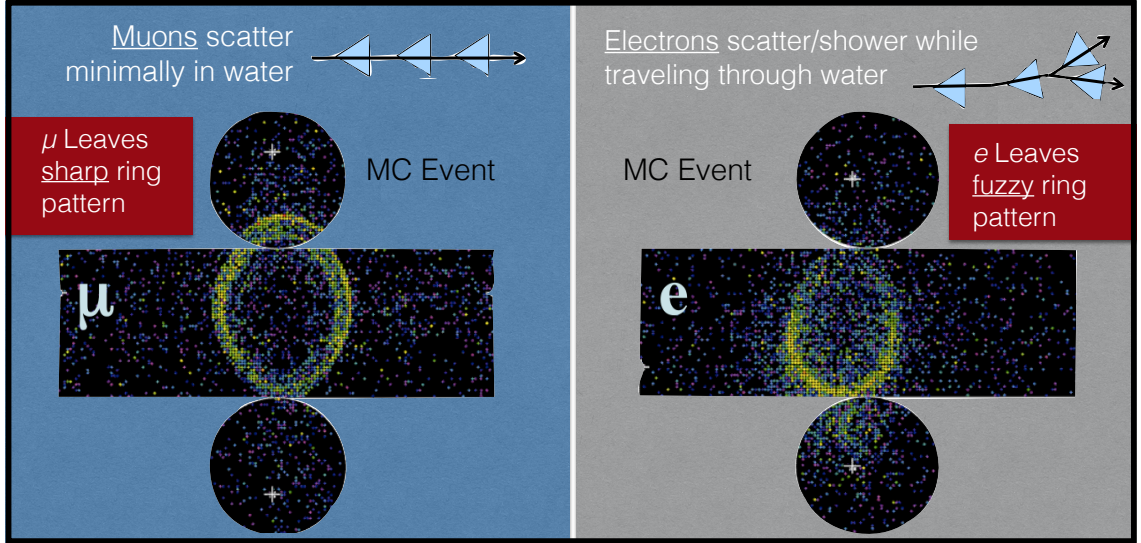 Muons scatter
minimally in water
μ Leaves
sharp ring
pattern
MC Event
μ
Electrons scatter/shower while
traveling through water
MC Event
e Leaves
fuzzy ring
pattern
e